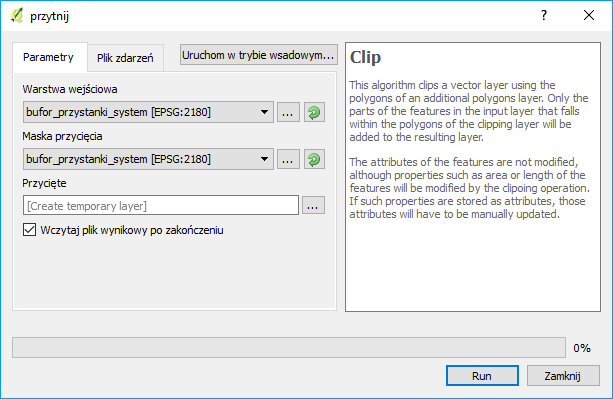 przytnij
?
Parametry
Plik zdarzeń
Uruchom w trybie wsadowym...
Warstwa wejściowa
bufor_przystanki_system [EPSG:2180]
...
Maska przycięcia
bufor_przystanki_system [EPSG:2180]
...
Przycięte
[Create temporary layer]
...
Wczytaj plik wynikowy po zakończeniu
Clip
This algorithm clips a vector layer using the
polygons of an additional polygons layer. Only the
parts of the features in the input layer that falls
within the polygons of the clipping layer will be
added to the resulting layer.
The attributes of the features are not modified,
although properties such as area or length of the
features will be modified by the clipoing operation.
If such properties are stored as attributes, those
attributes will have to be manually updated.
0%
Run
Zamknij